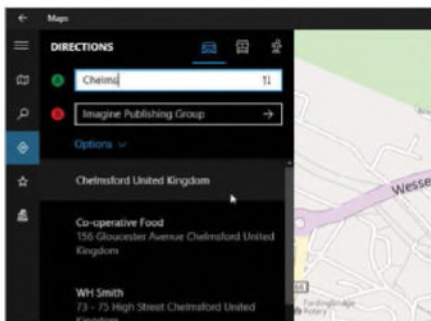 Maps
DIRECTIONS
A
Chelms
B
Imagine Publishing Group
Options
Chelmsford United Kingdom
Co-operative Food
156 Gloucester Avenue Chelmsford United
Kingdom
WH Smith
73 - 75 High Street Chelmsford United
Kingdom
Wesse